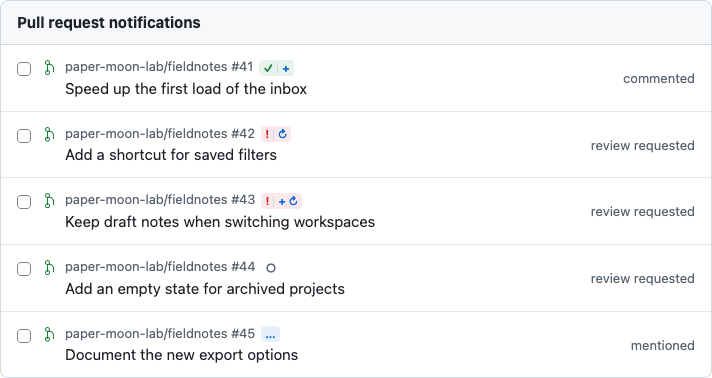 Pull request notifications
paper-moon-lab/fieldnotes #41 ✓ +
Speed up the first load of the inbox
commented
paper-moon-lab/fieldnotes #42 ! ↻
Add a shortcut for saved filters
review requested
paper-moon-lab/fieldnotes #43 ! + ↻
Keep draft notes when switching workspaces
review requested
paper-moon-lab/fieldnotes #44
Add an empty state for archived projects
review requested
paper-moon-lab/fieldnotes #45 ...
Document the new export options
mentioned